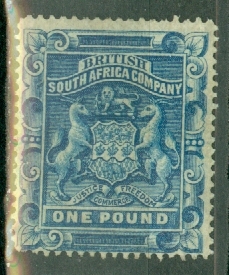 BRITISH
SOUTH AFRICA COMPANY
JUSTICE FREEDOM
COMMERCE
ONE POUND